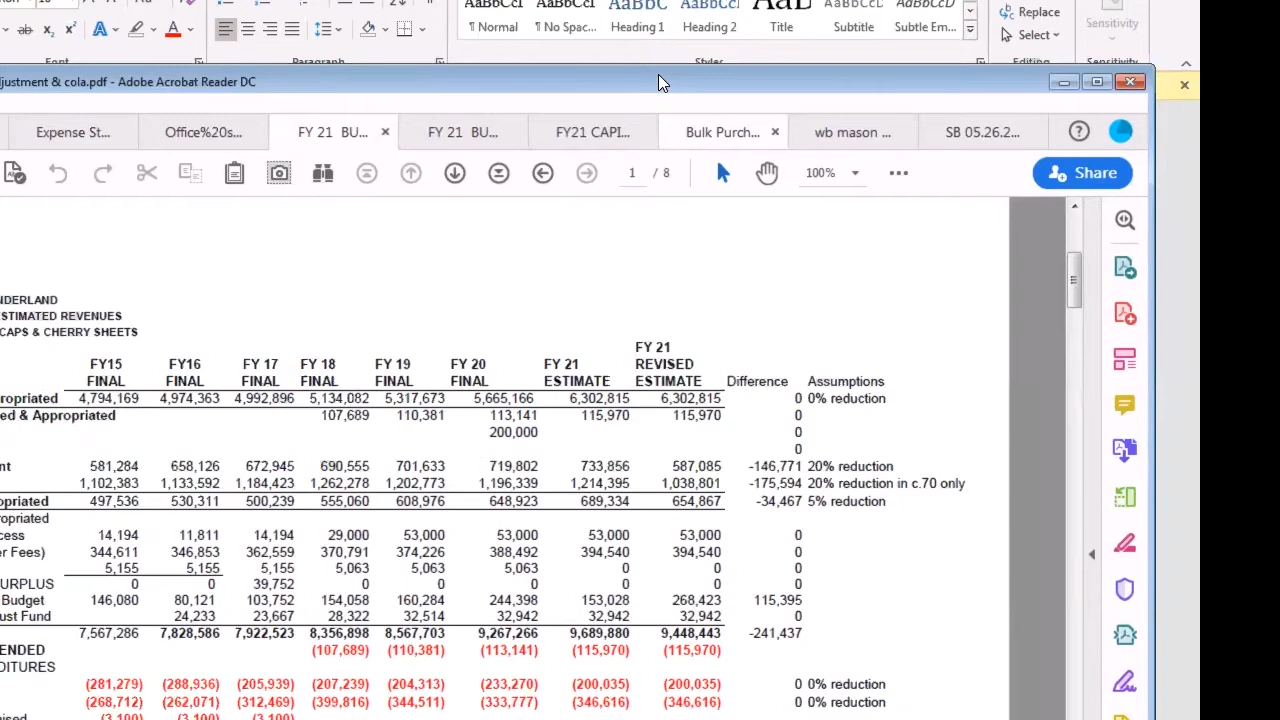 AaBbCcI AaBbCcI AaBbC AaBbCcI AaL AaBbCcD AaBbCcD
Replace
¶ Normal ¶ No Spac... Heading 1 Heading 2 Title Subtitle Subtle Em...
Select
Sensitivity
Font Paragraph Styles Editing Sensitivity
justment & cola.pdf - Adobe Acrobat Reader DC
Expense St... Office%20s... FY 21 BU... FY 21 BU... FY21 CAPI... Bulk Purch... wb mason ... SB 05.26.2...
1 / 8 100% Share
NDERLAND
STIMATED REVENUES
CAPS & CHERRY SHEETS
FY 21
FY15 FY16 FY 17 FY 18 FY 19 FY 20 FY 21 REVISED
FINAL FINAL FINAL FINAL FINAL FINAL ESTIMATE ESTIMATE Difference Assumptions
ropriated 4,794,169 4,974,363 4,992,896 5,134,082 5,317,673 5,665,166 6,302,815 6,302,815 0 0% reduction
ed & Appropriated 107,689 110,381 113,141 115,970 115,970 0
200,000 0
0
nt 581,284 658,126 672,945 690,555 701,633 719,802 733,856 587,085 -146,771 20% reduction
1,102,383 1,133,592 1,184,423 1,262,278 1,202,773 1,196,339 1,214,395 1,038,801 -175,594 20% reduction in c.70 only
opriated 497,536 530,311 500,239 555,060 608,976 648,923 689,334 654,867 -34,467 5% reduction
ropriated
cess 14,194 11,811 14,194 29,000 53,000 53,000 53,000 53,000 0
er Fees) 344,611 346,853 362,559 370,791 374,226 388,492 394,540 394,540 0
5,155 5,155 5,155 5,063 5,063 5,063 0 0 0
URPLUS 0 0 39,752 0 0 0 0 0 0
Budget 146,080 80,121 103,752 154,058 160,284 244,398 153,028 268,423 115,395
ust Fund 24,233 23,667 28,322 32,514 32,942 32,942 32,942 0
7,567,286 7,828,586 7,922,523 8,356,898 8,567,703 9,267,266 9,689,880 9,448,443 -241,437
ENDED (107,689) (110,381) (113,141) (115,970) (115,970)
DITURES
(281,279) (288,936) (205,939) (207,239) (204,313) (233,270) (200,035) (200,035) 0 0% reduction
(268,712) (262,071) (312,469) (399,816) (344,511) (333,777) (346,616) (346,616) 0 0% reduction
ised (3,100) (3,100) (3,100)